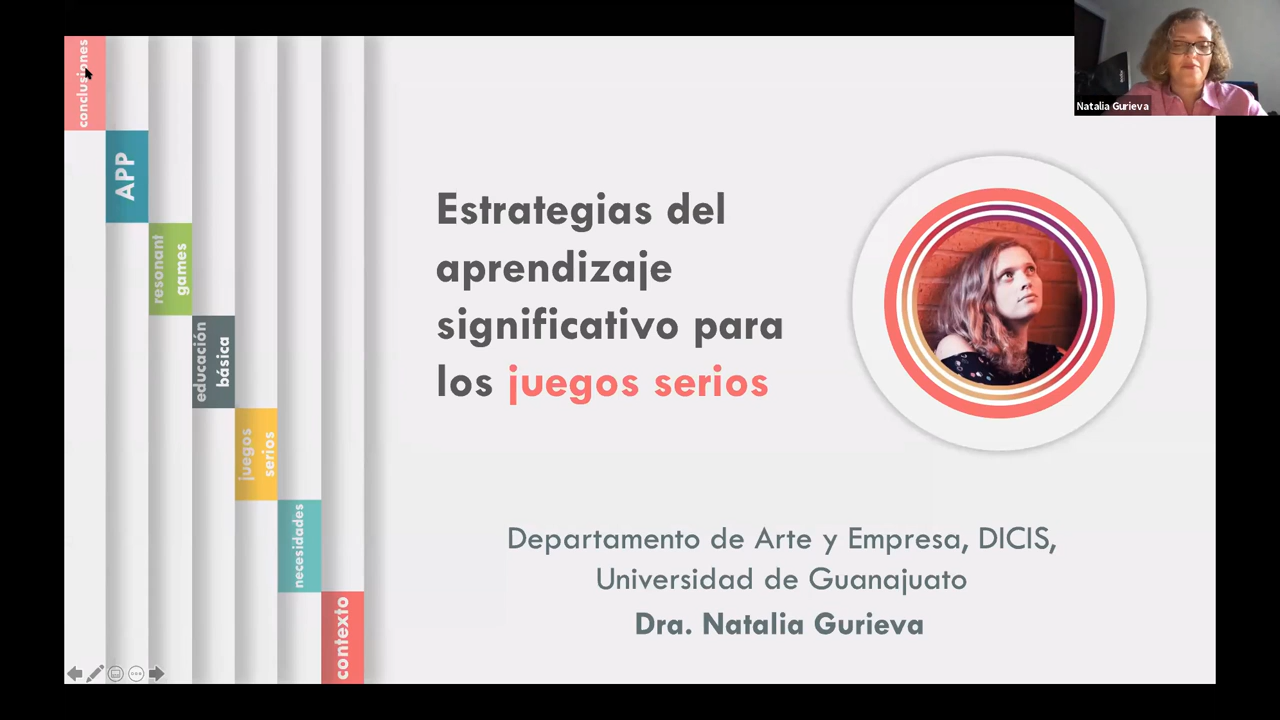 conclusiones
APP
resonant
games
educación
básica
juegos
serios
necesidades
contexto
Estrategias del
aprendizaje
significativo para
los juegos serios
Departamento de Arte y Empresa, DICIS,
Universidad de Guanajuato
Dra. Natalia Gurieva
Natalia Gurieva